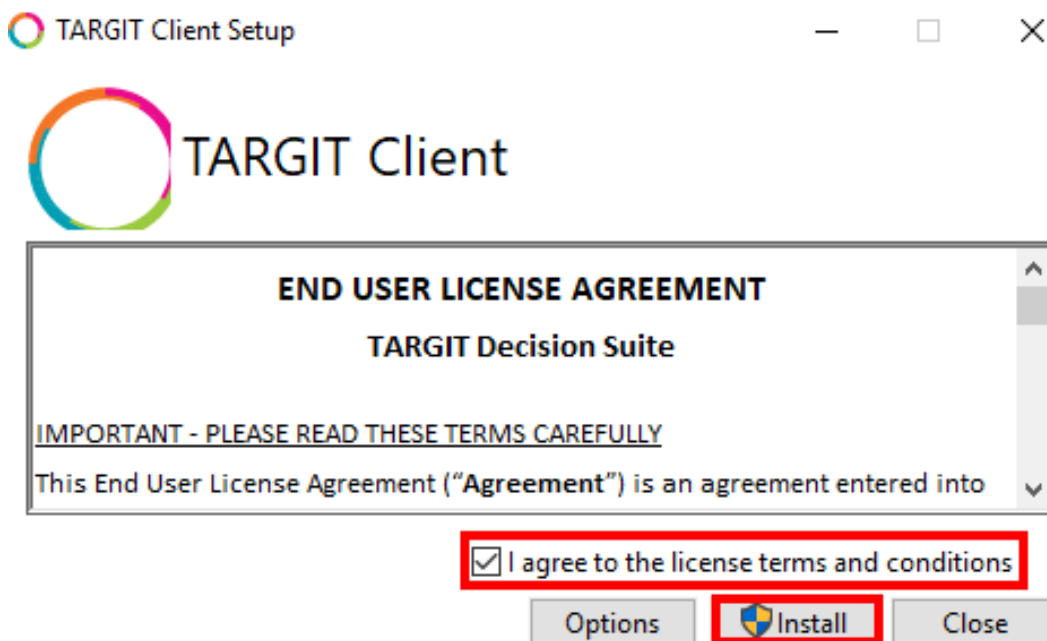 TARGIT Client Setup
TARGIT Client
END USER LICENSE AGREEMENT
TARGIT Decision Suite
IMPORTANT - PLEASE READ THESE TERMS CAREFULLY
This End User License Agreement (“Agreement”) is an agreement entered into
I agree to the license terms and conditions
Options Install Close